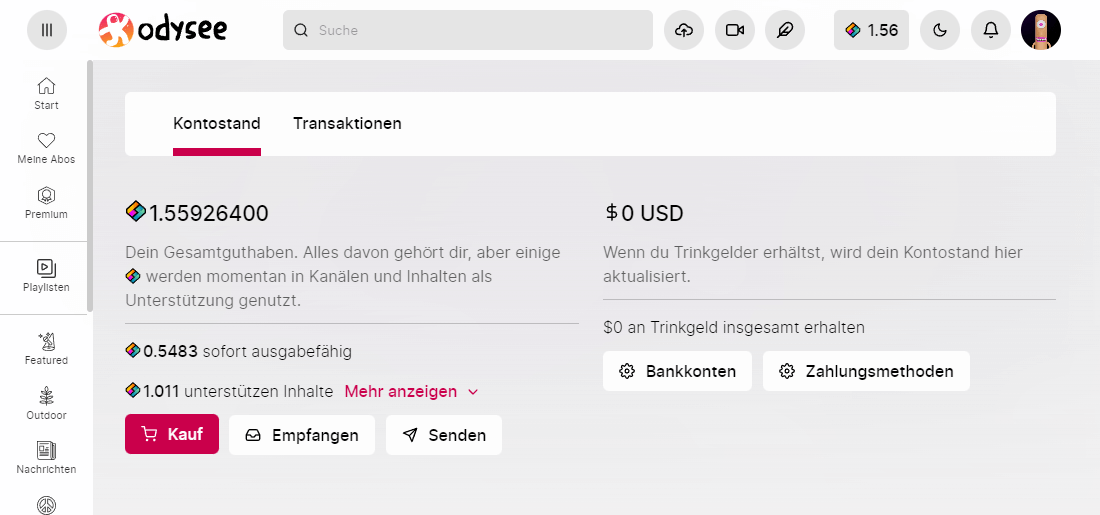 odysee
Suche
1.56
Start
Meine Abos
Premium
Playlisten
Featured
Outdoor
Nachrichten
Kontostand
Transaktionen
1.55926400
Dein Gesamtguthaben. Alles davon gehört dir, aber einige
werden momentan in Kanälen und Inhalten als
Unterstützung genutzt.
0.5483 sofort ausgabefähig
1.011 unterstützen Inhalte Mehr anzeigen
Kauf
Empfangen
Senden
$0 USD
Wenn du Trinkgelder erhältst, wird dein Kontostand hier
aktualisiert.
$0 an Trinkgeld insgesamt erhalten
Bankkonten
Zahlungsmethoden